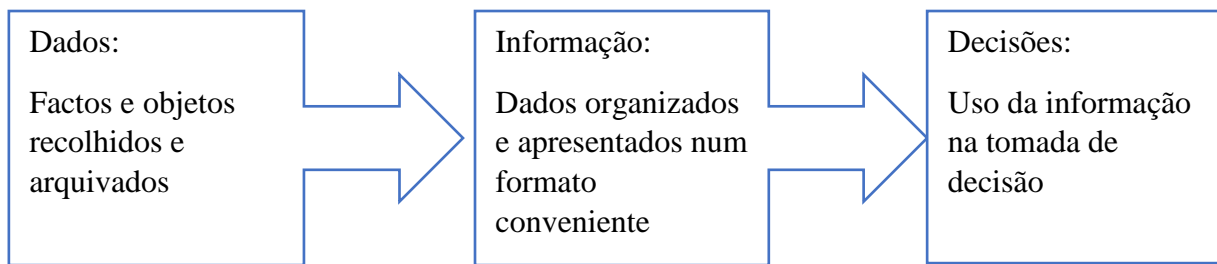 Dados:
Factos e objetos
recolhidos e
arquivados
Informação:
Dados organizados
e apresentados num
formato
conveniente
Decisões:
Uso da informação
na tomada de
decisão